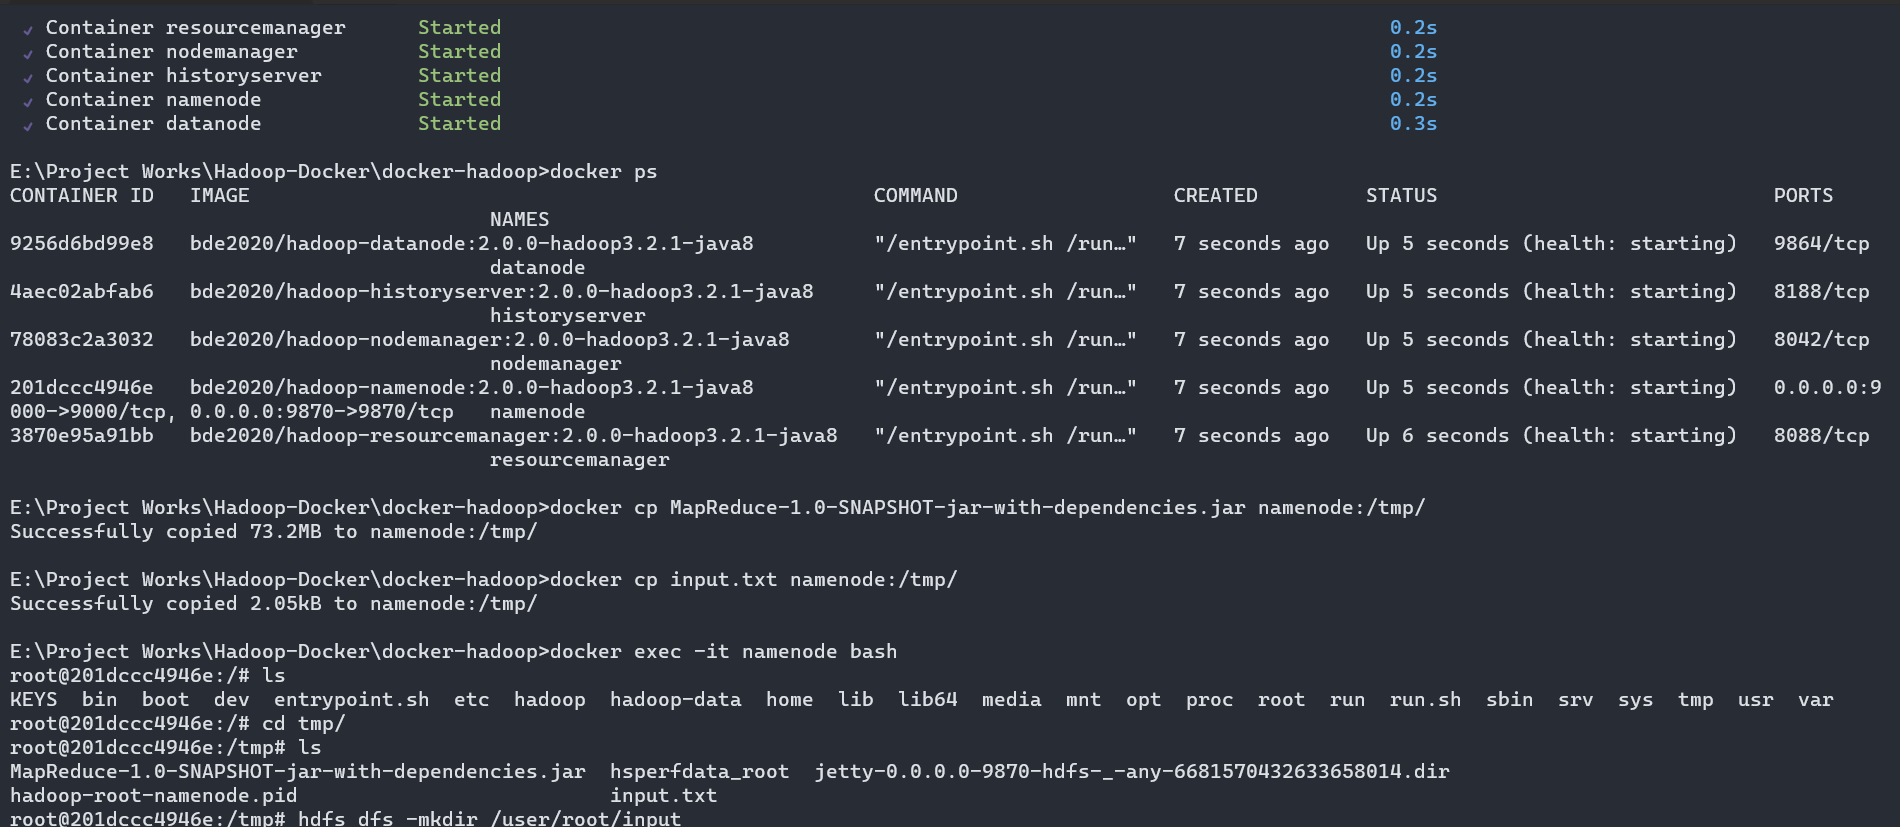 ✓ Container resourcemanager      Started      0.2s
✓ Container nodemanager          Started      0.2s
✓ Container historyserver        Started      0.2s
✓ Container namenode             Started      0.2s
✓ Container datanode             Started      0.3s
E:\Project Works\Hadoop-Docker\docker-hadoop>docker ps
CONTAINER ID   IMAGE   COMMAND   CREATED   STATUS   PORTS
NAMES
9256d6bd99e8   bde2020/hadoop-datanode:2.0.0-hadoop3.2.1-java8   "/entrypoint.sh /run…"   7 seconds ago   Up 5 seconds (health: starting)   9864/tcp
datanode
4aec02abfab6   bde2020/hadoop-historyserver:2.0.0-hadoop3.2.1-java8   "/entrypoint.sh /run…"   7 seconds ago   Up 5 seconds (health: starting)   8188/tcp
historyserver
78083c2a3032   bde2020/hadoop-nodemanager:2.0.0-hadoop3.2.1-java8   "/entrypoint.sh /run…"   7 seconds ago   Up 5 seconds (health: starting)   8042/tcp
nodemanager
201dccc4946e   bde2020/hadoop-namenode:2.0.0-hadoop3.2.1-java8   "/entrypoint.sh /run…"   7 seconds ago   Up 5 seconds (health: starting)   0.0.0.0:9
000->9000/tcp, 0.0.0.0:9870->9870/tcp   namenode
3870e95a91bb   bde2020/hadoop-resourcemanager:2.0.0-hadoop3.2.1-java8   "/entrypoint.sh /run…"   7 seconds ago   Up 6 seconds (health: starting)   8088/tcp
resourcemanager
E:\Project Works\Hadoop-Docker\docker-hadoop>docker cp MapReduce-1.0-SNAPSHOT-jar-with-dependencies.jar namenode:/tmp/
Successfully copied 73.2MB to namenode:/tmp/
E:\Project Works\Hadoop-Docker\docker-hadoop>docker cp input.txt namenode:/tmp/
Successfully copied 2.05kB to namenode:/tmp/
E:\Project Works\Hadoop-Docker\docker-hadoop>docker exec -it namenode bash
root@201dccc4946e:/# ls
KEYS  bin  boot  dev  entrypoint.sh  etc  hadoop  hadoop-data  home  lib  lib64  media  mnt  opt  proc  root  run  run.sh  sbin  srv  sys  tmp  usr  var
root@201dccc4946e:/# cd tmp/
root@201dccc4946e:/tmp# ls
MapReduce-1.0-SNAPSHOT-jar-with-dependencies.jar  hsperfdata_root  jetty-0.0.0.0-9870-hdfs-_-any-6681570432633658014.dir
hadoop-root-namenode.pid                          input.txt
root@201dccc4946e:/tmp# hdfs dfs -mkdir /user/root/input